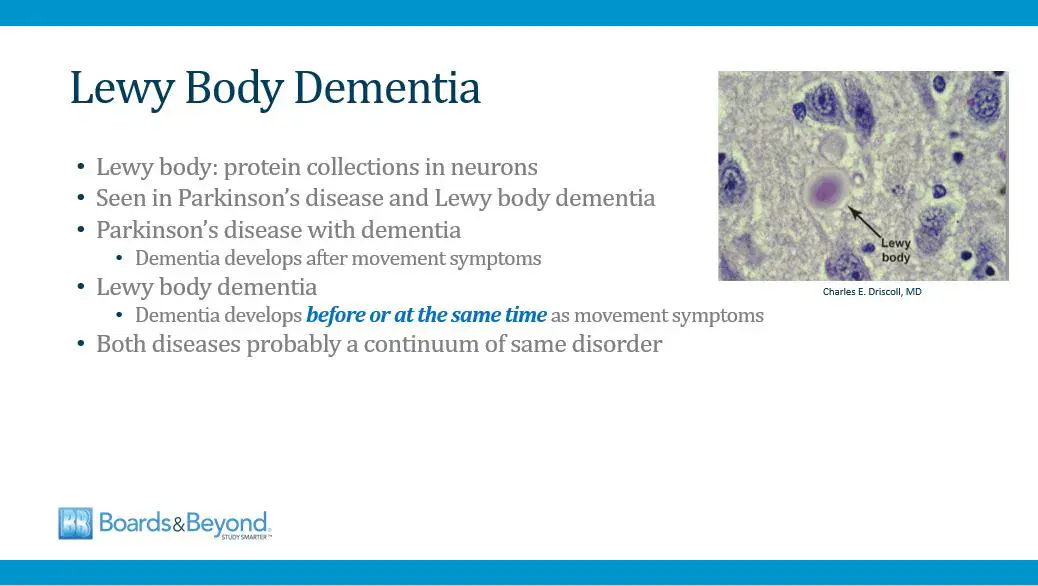 Lewy Body Dementia
• Lewy body: protein collections in neurons
• Seen in Parkinson’s disease and Lewy body dementia
• Parkinson’s disease with dementia
• Dementia develops after movement symptoms
• Lewy body dementia
• Dementia develops before or at the same time as movement symptoms
• Both diseases probably a continuum of same disorder
Lewy
body
Charles E. Driscoll, MD
BB Boards&Beyond®
STUDY SMARTER™